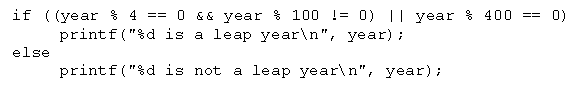 if ((year % 4 == 0 && year % 100 != 0) || year % 400 == 0)
     printf("%d is a leap year\n", year);
else
     printf("%d is not a leap year\n", year);